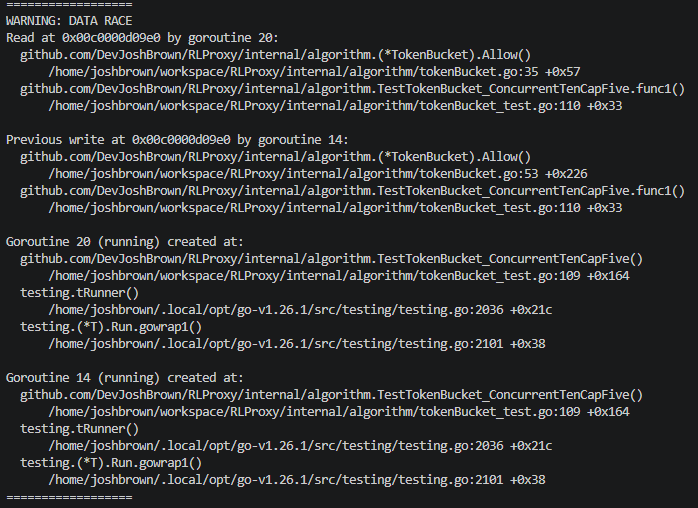 ==================
WARNING: DATA RACE
Read at 0x00c0000d09e0 by goroutine 20:
  github.com/DevJoshBrown/RLProxy/internal/algorithm.(*TokenBucket).Allow()
      /home/joshbrown/workspace/RLProxy/internal/algorithm/tokenBucket.go:35 +0x57
  github.com/DevJoshBrown/RLProxy/internal/algorithm.TestTokenBucket_ConcurrentTenCapFive.func1()
      /home/joshbrown/workspace/RLProxy/internal/algorithm/tokenBucket_test.go:110 +0x33

Previous write at 0x00c0000d09e0 by goroutine 14:
  github.com/DevJoshBrown/RLProxy/internal/algorithm.(*TokenBucket).Allow()
      /home/joshbrown/workspace/RLProxy/internal/algorithm/tokenBucket.go:53 +0x226
  github.com/DevJoshBrown/RLProxy/internal/algorithm.TestTokenBucket_ConcurrentTenCapFive.func1()
      /home/joshbrown/workspace/RLProxy/internal/algorithm/tokenBucket_test.go:110 +0x33

Goroutine 20 (running) created at:
  github.com/DevJoshBrown/RLProxy/internal/algorithm.TestTokenBucket_ConcurrentTenCapFive()
      /home/joshbrown/workspace/RLProxy/internal/algorithm/tokenBucket_test.go:109 +0x164
  testing.tRunner()
      /home/joshbrown/.local/opt/go-v1.26.1/src/testing/testing.go:2036 +0x21c
  testing.(*T).Run.gowrap1()
      /home/joshbrown/.local/opt/go-v1.26.1/src/testing/testing.go:2101 +0x38

Goroutine 14 (running) created at:
  github.com/DevJoshBrown/RLProxy/internal/algorithm.TestTokenBucket_ConcurrentTenCapFive()
      /home/joshbrown/workspace/RLProxy/internal/algorithm/tokenBucket_test.go:109 +0x164
  testing.tRunner()
      /home/joshbrown/.local/opt/go-v1.26.1/src/testing/testing.go:2036 +0x21c
  testing.(*T).Run.gowrap1()
      /home/joshbrown/.local/opt/go-v1.26.1/src/testing/testing.go:2101 +0x38
==================